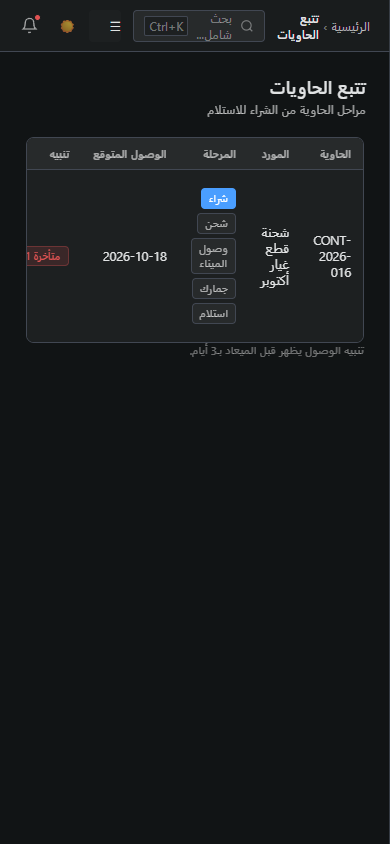 الرئيسية › تتبع الحاويات
بحث شامل... Ctrl+K
تتبع الحاويات
مراحل الحاوية من الشراء للاستلام
الحاوية المورد المرحلة الوصول المتوقع تنبيه
CONT-2026-016
شحنة قطع غيار أكتوبر
شراء
شحن
وصول الميناء
جمارك
استلام
2026-10-18
متأخرة
تنبيه الوصول يظهر قبل الميعاد بـ3 أيام.